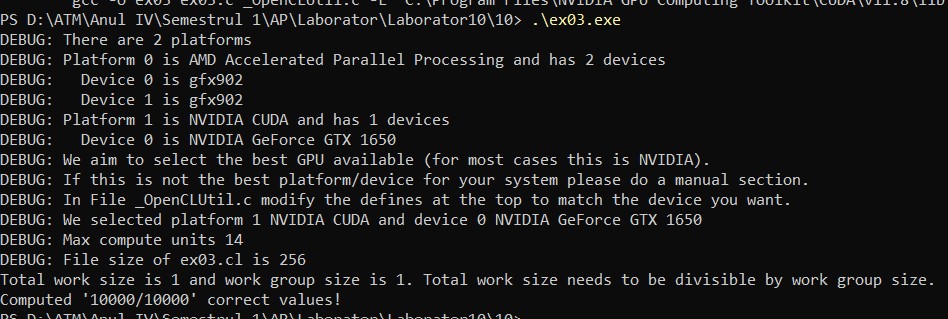 gcc -o ex03 ex03.c _OpenCLUtil.c -L "C:\Program Files\NVIDIA GPU Computing Toolkit\CUDA\v11.8\lib
PS D:\ATM\Anul IV\Semestrul 1\AP\Laborator\Laborator10\10> .\ex03.exe
DEBUG: There are 2 platforms
DEBUG: Platform 0 is AMD Accelerated Parallel Processing and has 2 devices
DEBUG:   Device 0 is gfx902
DEBUG:   Device 1 is gfx902
DEBUG: Platform 1 is NVIDIA CUDA and has 1 devices
DEBUG:   Device 0 is NVIDIA GeForce GTX 1650
DEBUG: We aim to select the best GPU available (for most cases this is NVIDIA).
DEBUG: If this is not the best platform/device for your system please do a manual section.
DEBUG: In File _OpenCLUtil.c modify the defines at the top to match the device you want.
DEBUG: We selected platform 1 NVIDIA CUDA and device 0 NVIDIA GeForce GTX 1650
DEBUG: Max compute units 14
DEBUG: File size of ex03.cl is 256
Total work size is 1 and work group size is 1. Total work size needs to be divisible by work group size.
Computed '10000/10000' correct values!
PS D:\ATM\Anul IV\Semestrul 1\AP\Laborator\Laborator10\10>